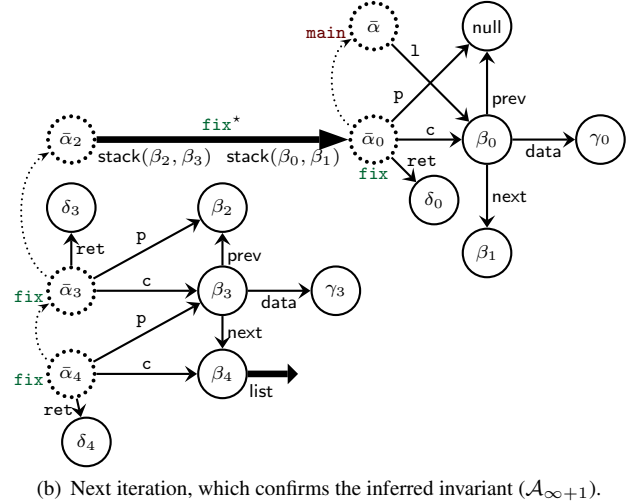 main ᾱ null
l
p
prev
fix*
ᾱ₂ ᾱ₀ c β₀ γ₀
stack(β₂, β₃) stack(β₀, β₁) data
fix ret
next
δ₃ β₂ δ₀
p
ret prev β₁
fix ᾱ₃ c β₃ γ₃
data
p
next
fix ᾱ₄ c β₄
list
ret
δ₄
(b) Next iteration, which confirms the inferred invariant (𝒜∞₊₁).